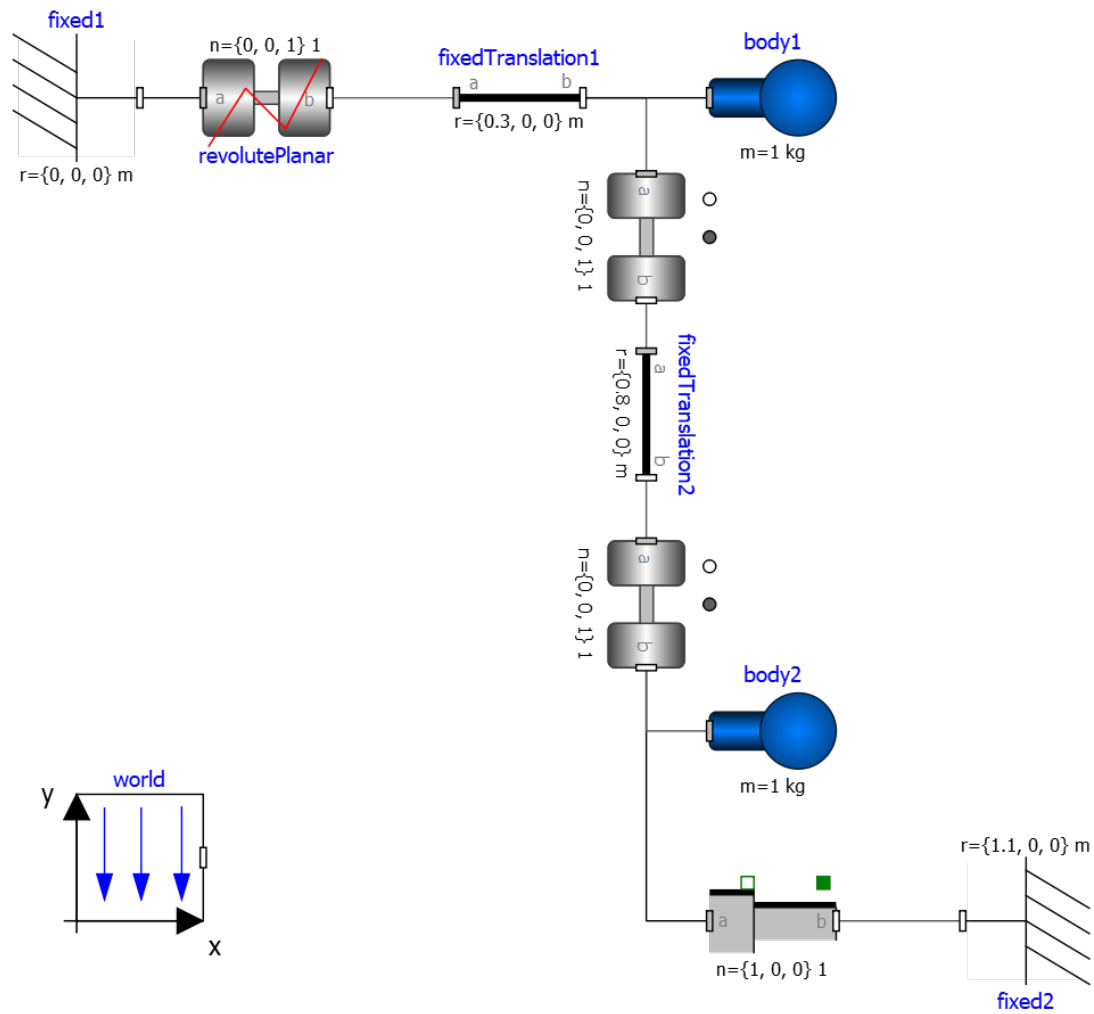 fixed1
r={0, 0, 0} m
n={0, 0, 1} 1
a
b
revolutePlanar
fixedTranslation1
a
b
r={0.3, 0, 0} m
body1
m=1 kg
n={0, 0, 1} 1
a
b
fixedTranslation2
a
b
r={0.8, 0, 0} m
n={0, 0, 1} 1
a
b
body2
m=1 kg
world
y
x
a
b
n={1, 0, 0} 1
r={1.1, 0, 0} m
fixed2